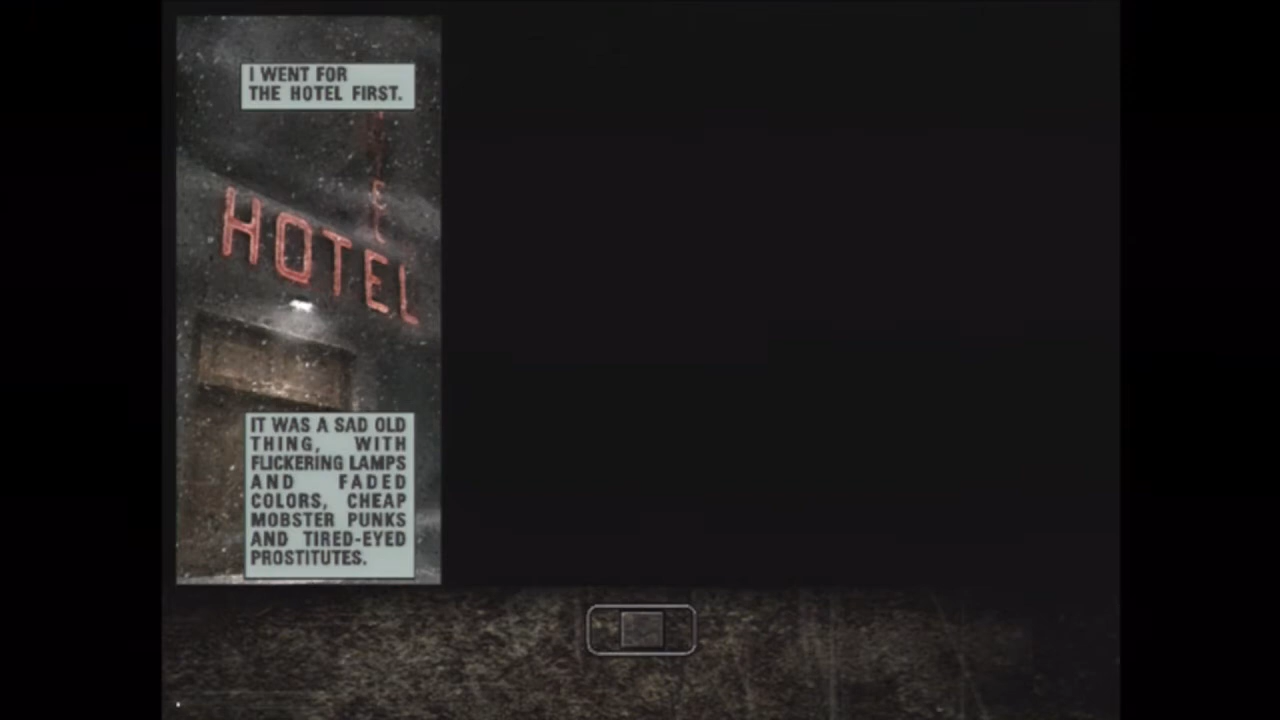 I WENT FOR
THE HOTEL FIRST.
HOTEL
HOTEL
IT WAS A SAD OLD
THING, WITH
FLICKERING LAMPS
AND FADED
COLORS, CHEAP
MOBSTER PUNKS
AND TIRED-EYED
PROSTITUTES.